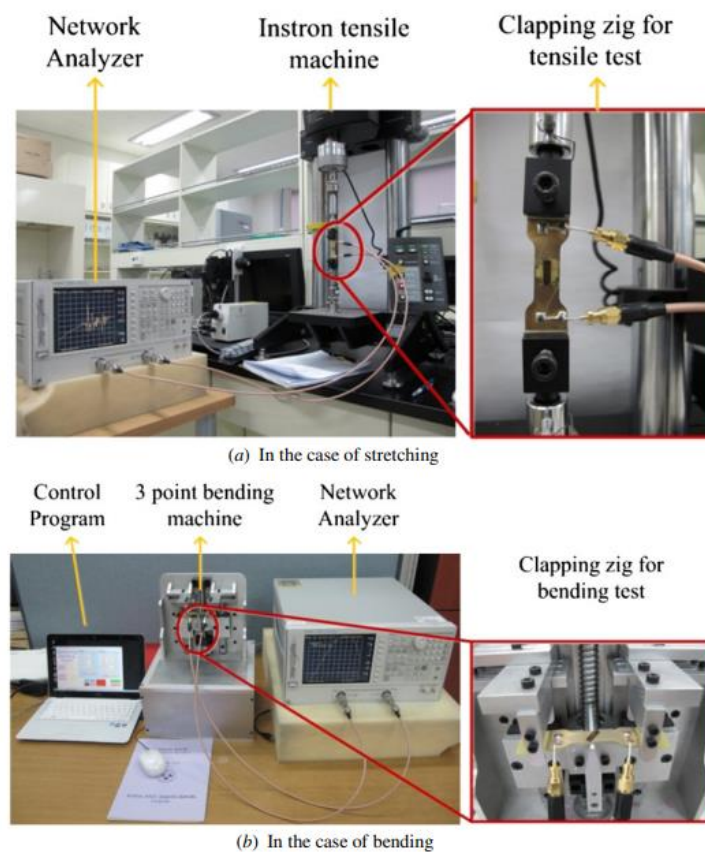 Network
Analyzer
Instron tensile
machine
Clapping zig for
tensile test
(a) In the case of stretching
Control
Program
3 point bending
machine
Network
Analyzer
Clapping zig for
bending test
(b) In the case of bending